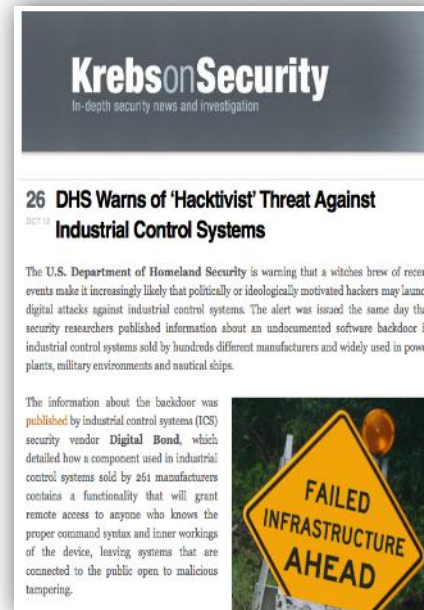 KrebsonSecurity
In-depth security news and investigation
26 DHS Warns of ‘Hacktivist’ Threat Against
OCT 12
Industrial Control Systems
The U.S. Department of Homeland Security is warning that a witches brew of
events make it increasingly likely that politically or ideologically motivated hackers may
digital attacks against industrial control systems. The alert was issued the same day
security researchers published information about an undocumented software backdoor
industrial control systems sold by hundreds different manufacturers and widely used in
plants, military environments and nautical ships.
The information about the backdoor was
published by industrial control systems (ICS)
security vendor Digital Bond, which
detailed how a component used in industrial
control systems sold by 261 manufacturers
contains a functionality that will grant
remote access to anyone who knows the
proper command syntax and inner workings
of the device, leaving systems that are
connected to the public open to malicious
tampering.
FAILED
INFRASTRUCTURE
AHEAD